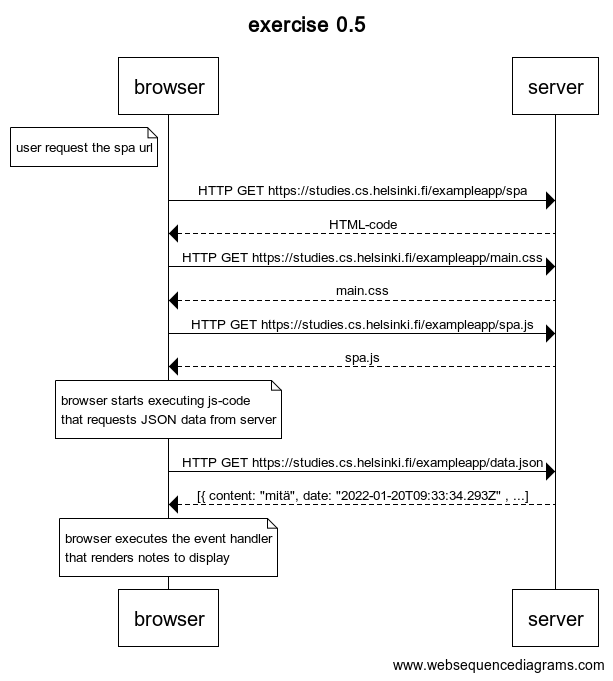 exercise 0.5
browser
server
user request the spa url
HTTP GET https://studies.cs.helsinki.fi/exampleapp/spa
HTML-code
HTTP GET https://studies.cs.helsinki.fi/exampleapp/main.css
main.css
HTTP GET https://studies.cs.helsinki.fi/exampleapp/spa.js
spa.js
browser starts executing js-code
that requests JSON data from server
HTTP GET https://studies.cs.helsinki.fi/exampleapp/data.json
[{ content: "mitä", date: "2022-01-20T09:33:34.293Z" , ...]
browser executes the event handler
that renders notes to display
browser
server
www.websequencediagrams.com